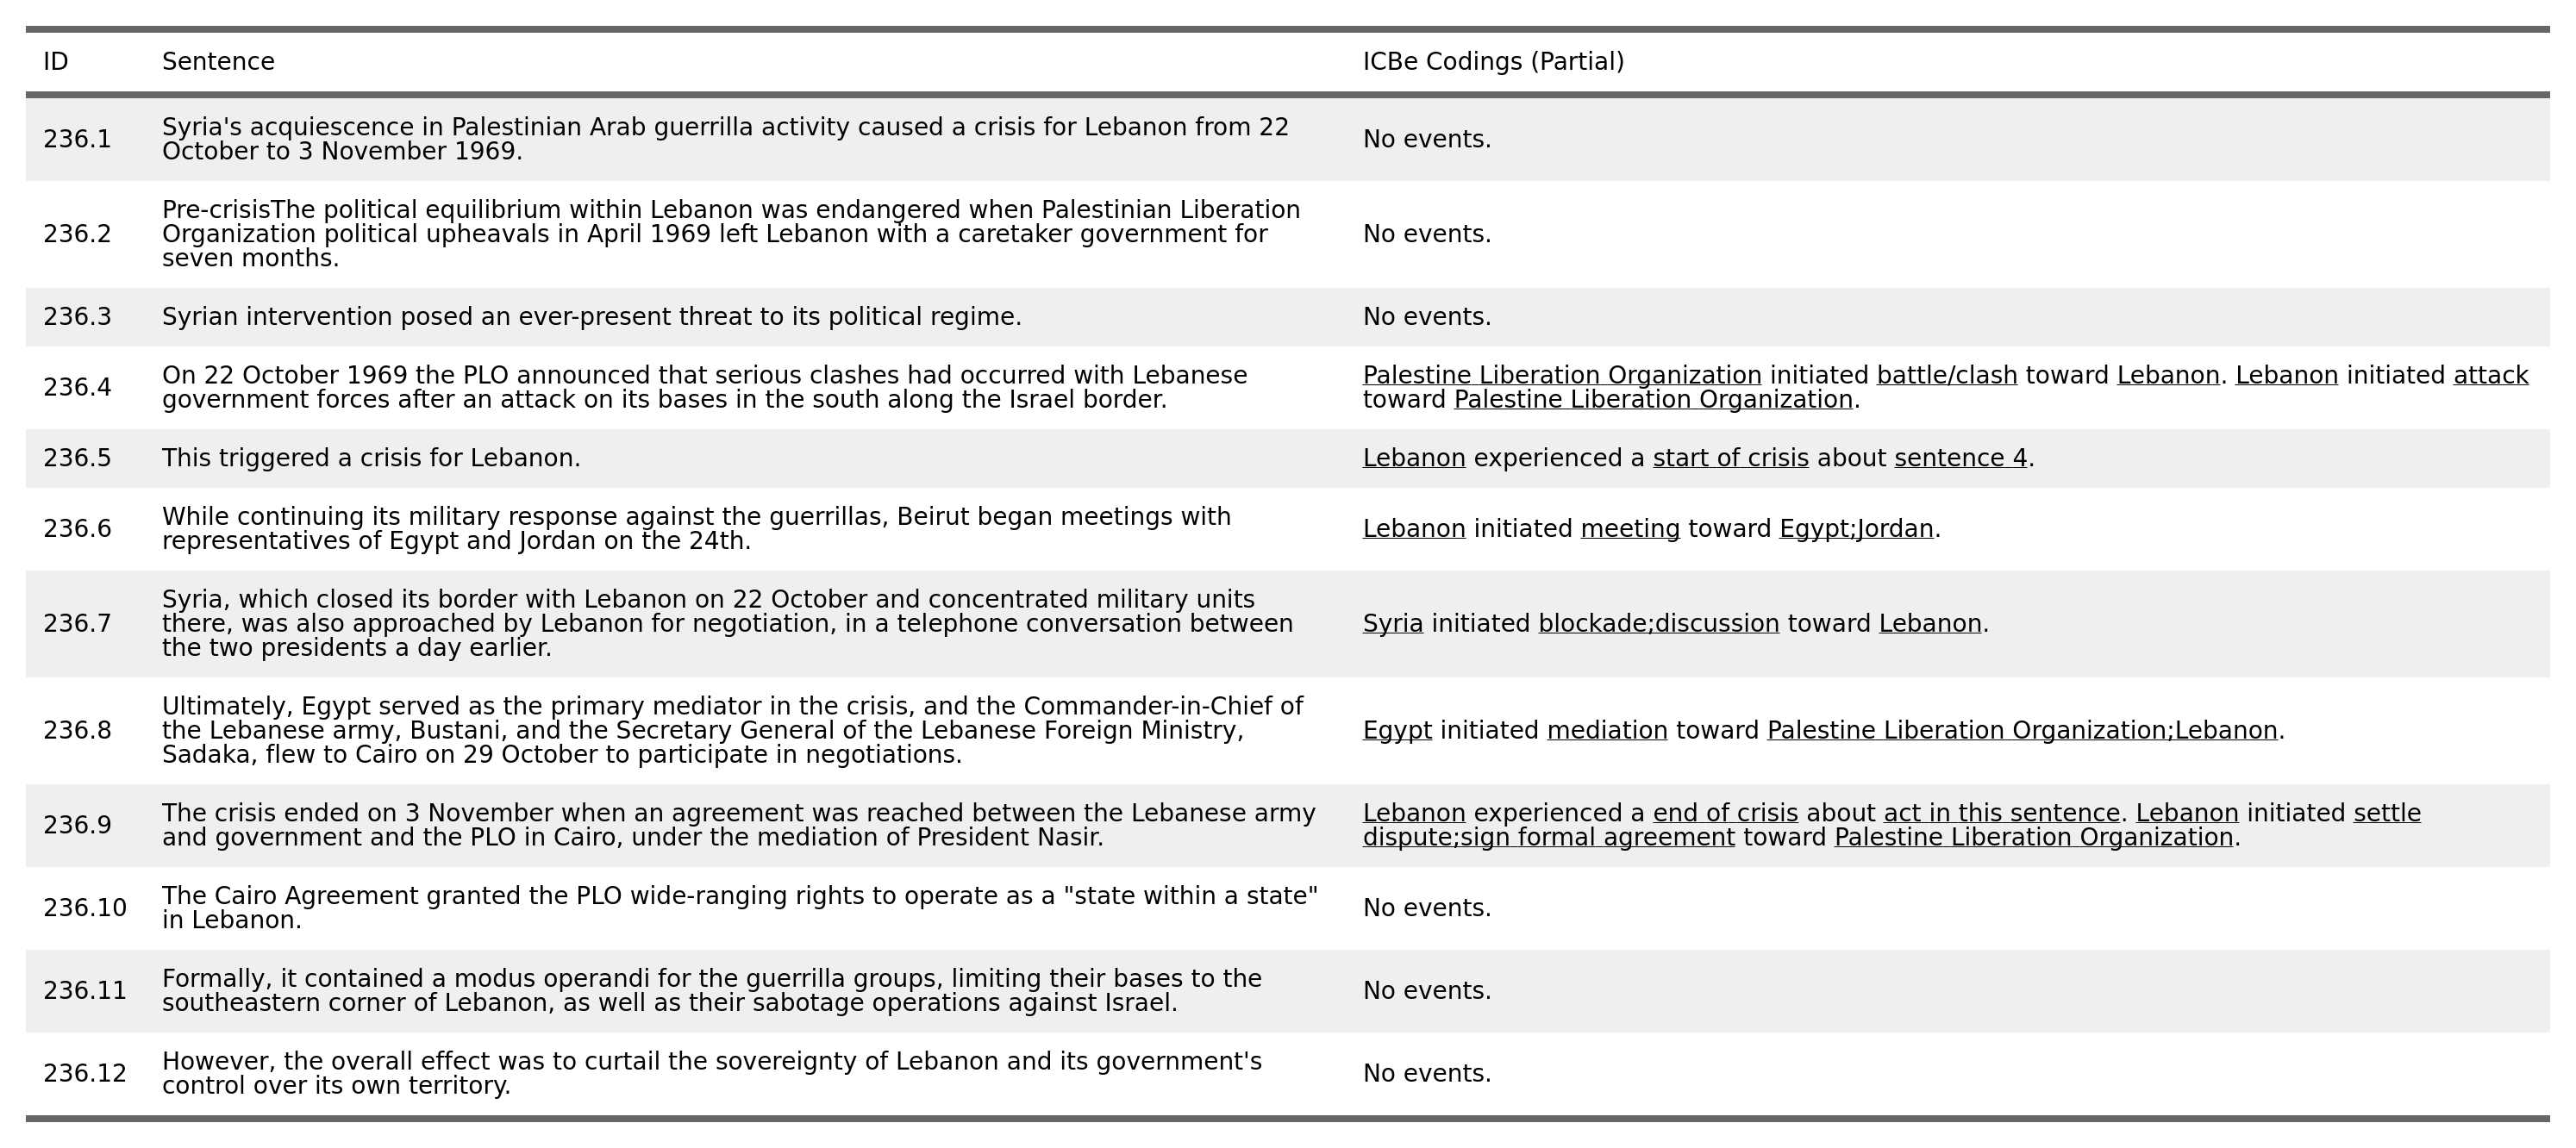 ID Sentence ICBe Codings (Partial)
236.1 Syria's acquiescence in Palestinian Arab guerrilla activity caused a crisis for Lebanon from 22
October to 3 November 1969.
No events.
236.2 Pre-crisisThe political equilibrium within Lebanon was endangered when Palestinian Liberation
Organization political upheavals in April 1969 left Lebanon with a caretaker government for
seven months.
No events.
236.3 Syrian intervention posed an ever-present threat to its political regime.
No events.
236.4 On 22 October 1969 the PLO announced that serious clashes had occurred with Lebanese
government forces after an attack on its bases in the south along the Israel border.
Palestine Liberation Organization initiated battle/clash toward Lebanon. Lebanon initiated attack
toward Palestine Liberation Organization.
236.5 This triggered a crisis for Lebanon.
Lebanon experienced a start of crisis about sentence 4.
236.6 While continuing its military response against the guerrillas, Beirut began meetings with
representatives of Egypt and Jordan on the 24th.
Lebanon initiated meeting toward Egypt;Jordan.
236.7 Syria, which closed its border with Lebanon on 22 October and concentrated military units
there, was also approached by Lebanon for negotiation, in a telephone conversation between
the two presidents a day earlier.
Syria initiated blockade;discussion toward Lebanon.
236.8 Ultimately, Egypt served as the primary mediator in the crisis, and the Commander-in-Chief of
the Lebanese army, Bustani, and the Secretary General of the Lebanese Foreign Ministry,
Sadaka, flew to Cairo on 29 October to participate in negotiations.
Egypt initiated mediation toward Palestine Liberation Organization;Lebanon.
236.9 The crisis ended on 3 November when an agreement was reached between the Lebanese army
and government and the PLO in Cairo, under the mediation of President Nasir.
Lebanon experienced a end of crisis about act in this sentence. Lebanon initiated settle
dispute;sign formal agreement toward Palestine Liberation Organization.
236.10 The Cairo Agreement granted the PLO wide-ranging rights to operate as a "state within a state"
in Lebanon.
No events.
236.11 Formally, it contained a modus operandi for the guerrilla groups, limiting their bases to the
southeastern corner of Lebanon, as well as their sabotage operations against Israel.
No events.
236.12 However, the overall effect was to curtail the sovereignty of Lebanon and its government's
control over its own territory.
No events.